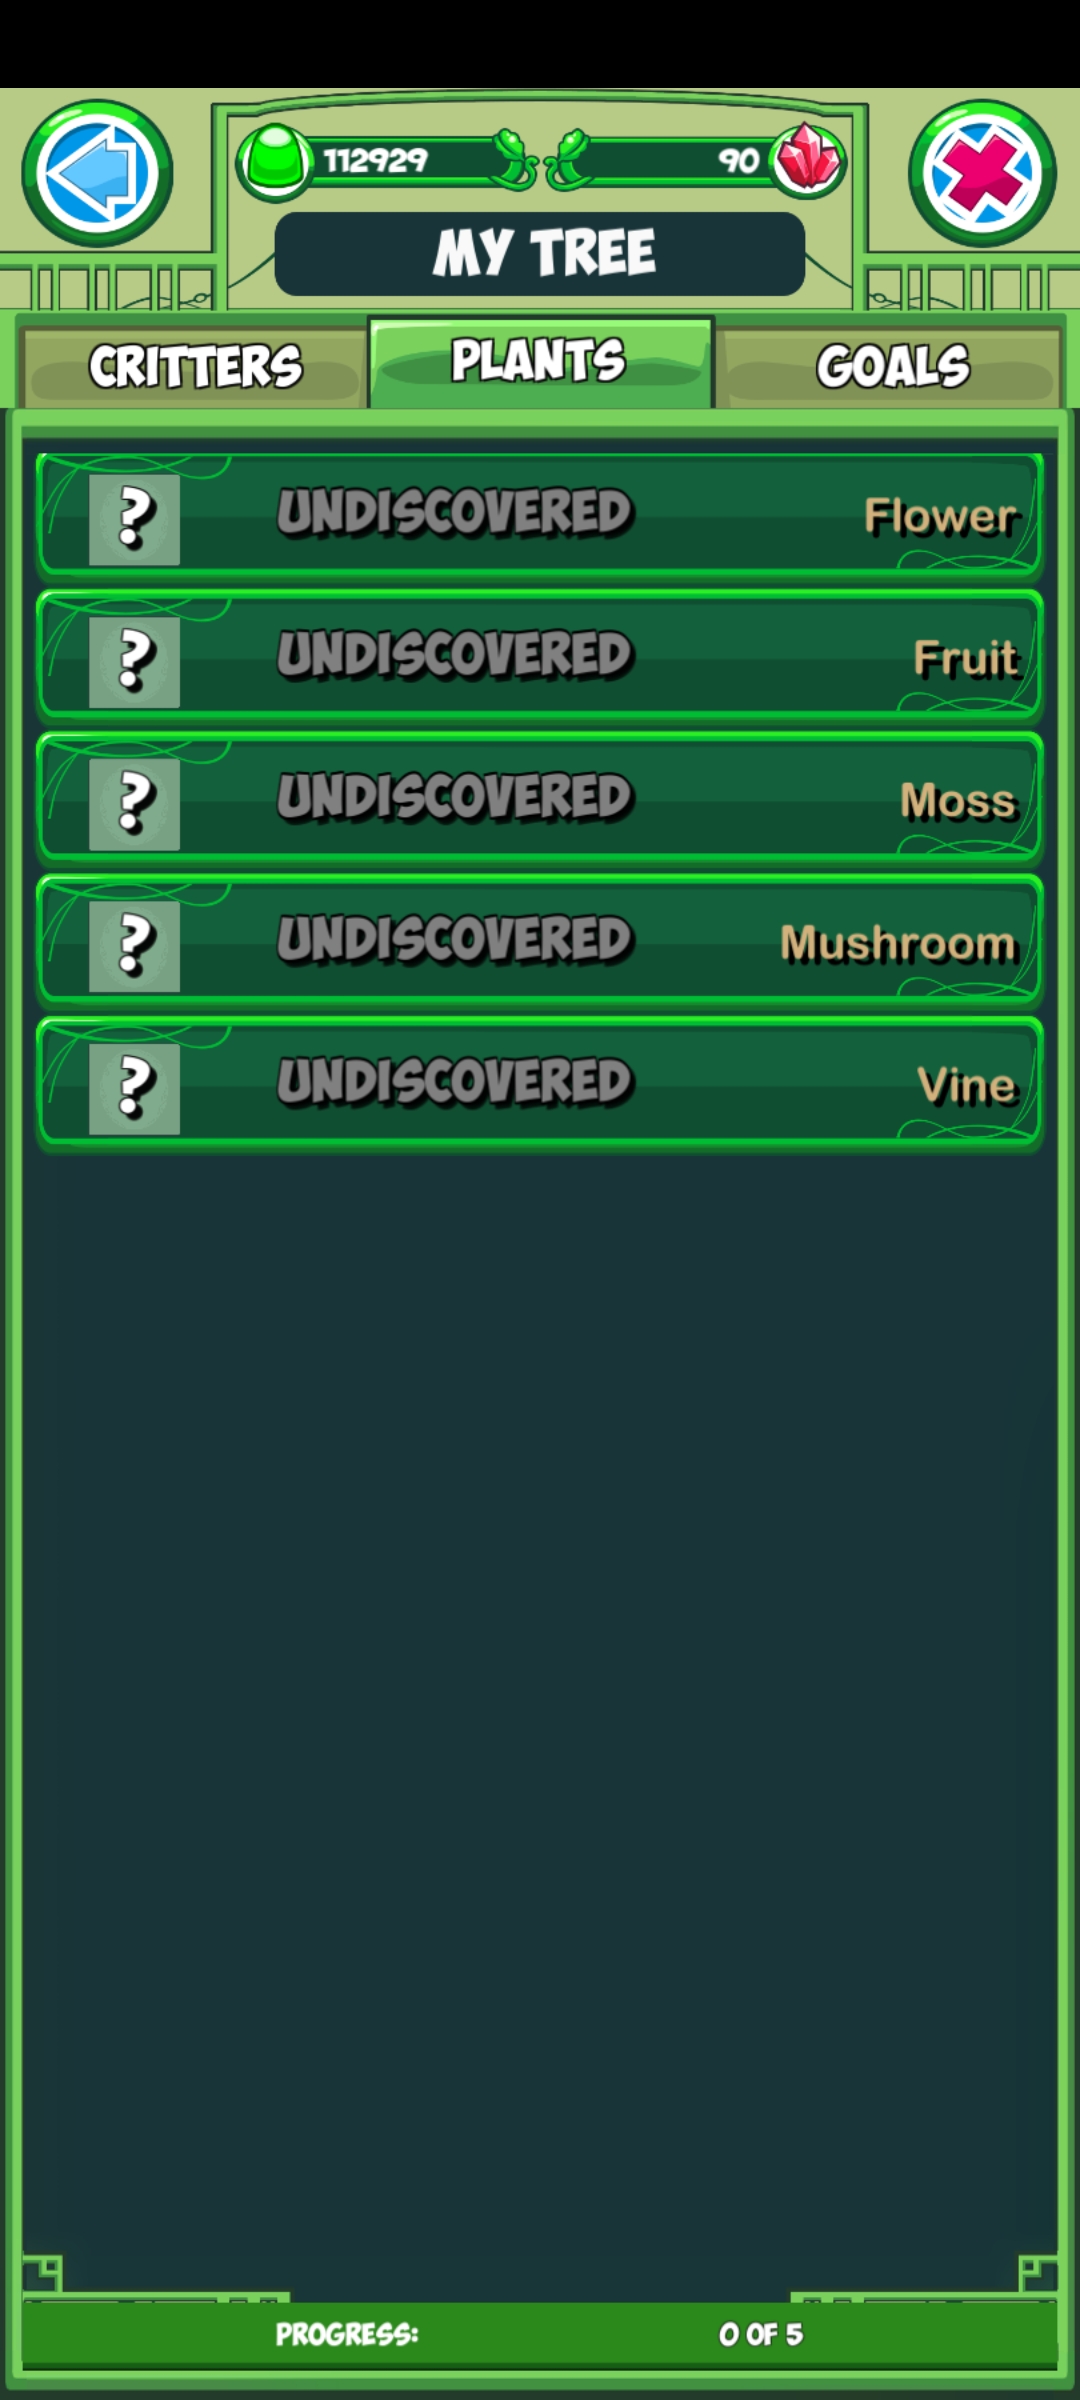 112929
90
MY TREE
CRITTERS
PLANTS
GOALS
? UNDISCOVERED Flower
? UNDISCOVERED Fruit
? UNDISCOVERED Moss
? UNDISCOVERED Mushroom
? UNDISCOVERED Vine
PROGRESS: 0 OF 5